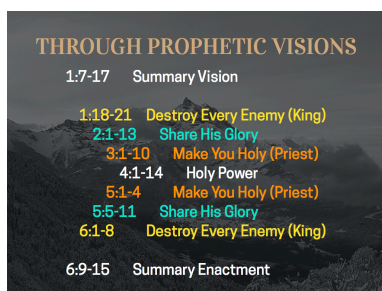 THROUGH PROPHETIC VISIONS
1:7-17 Summary Vision
1:18-21 Destroy Every Enemy (King)
2:1-13 Share His Glory
3:1-10 Make You Holy (Priest)
4:1-14 Holy Power
5:1-4 Make You Holy (Priest)
5:5-11 Share His Glory
6:1-8 Destroy Every Enemy (King)
6:9-15 Summary Enactment